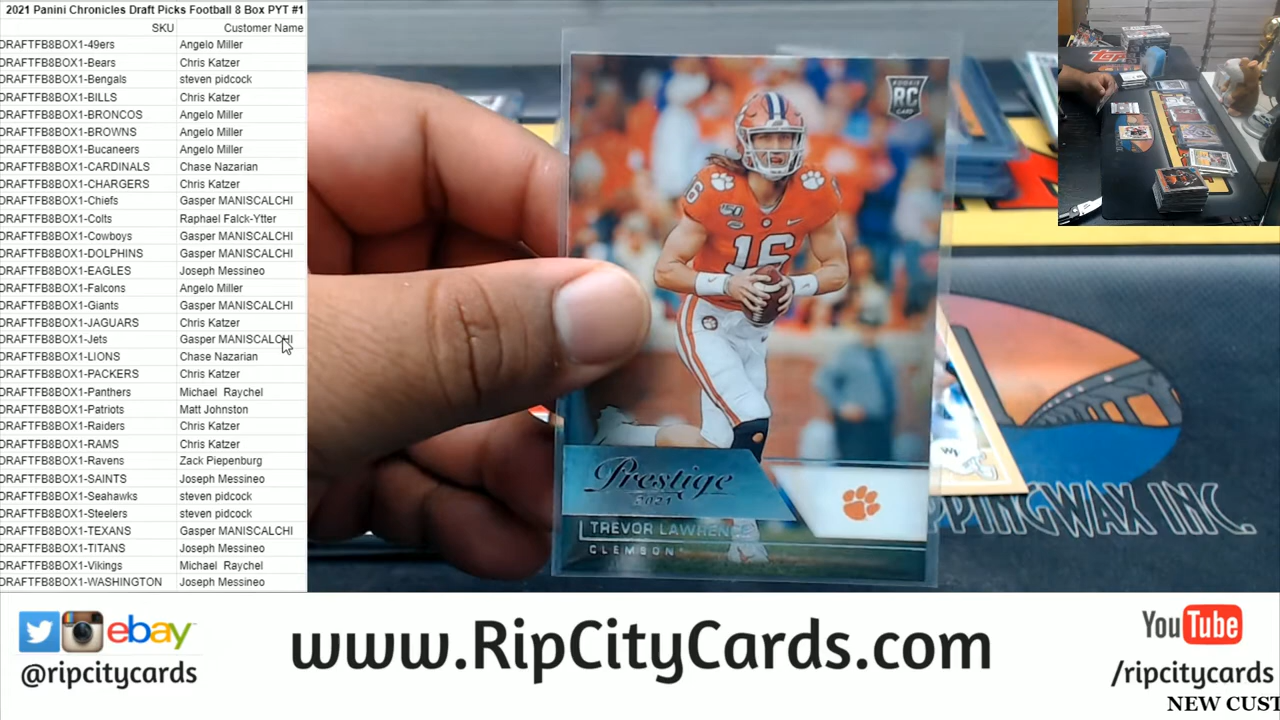 2021 Panini Chronicles Draft Picks Football 8 Box PYT #1
SKU Customer Name
DRAFTFB8BOX1-49ers Angelo Miller
DRAFTFB8BOX1-Bears Chris Katzer
DRAFTFB8BOX1-Bengals steven pidcock
DRAFTFB8BOX1-BILLS Chris Katzer
DRAFTFB8BOX1-BRONCOS Angelo Miller
DRAFTFB8BOX1-BROWNS Angelo Miller
DRAFTFB8BOX1-Bucaneers Angelo Miller
DRAFTFB8BOX1-CARDINALS Chase Nazarian
DRAFTFB8BOX1-CHARGERS Chris Katzer
DRAFTFB8BOX1-Chiefs Gasper MANISCALCHI
DRAFTFB8BOX1-Colts Raphael Falck-Ytter
DRAFTFB8BOX1-Cowboys Gasper MANISCALCHI
DRAFTFB8BOX1-DOLPHINS Gasper MANISCALCHI
DRAFTFB8BOX1-EAGLES Joseph Messineo
DRAFTFB8BOX1-Falcons Angelo Miller
DRAFTFB8BOX1-Giants Gasper MANISCALCHI
DRAFTFB8BOX1-JAGUARS Chris Katzer
DRAFTFB8BOX1-Jets Gasper MANISCALCHI
DRAFTFB8BOX1-LIONS Chase Nazarian
DRAFTFB8BOX1-PACKERS Chris Katzer
DRAFTFB8BOX1-Panthers Michael Raychel
DRAFTFB8BOX1-Patriots Matt Johnston
DRAFTFB8BOX1-Raiders Chris Katzer
DRAFTFB8BOX1-RAMS Chris Katzer
DRAFTFB8BOX1-Ravens Zack Piepenburg
DRAFTFB8BOX1-SAINTS Joseph Messineo
DRAFTFB8BOX1-Seahawks steven pidcock
DRAFTFB8BOX1-Steelers steven pidcock
DRAFTFB8BOX1-TEXANS Gasper MANISCALCHI
DRAFTFB8BOX1-TITANS Joseph Messineo
DRAFTFB8BOX1-Vikings Michael Raychel
DRAFTFB8BOX1-WASHINGTON Joseph Messineo
ROOKIE
RC
CARD
16
16
Prestige
2021
TREVOR LAWRENCE
CLEMSON
PPINGWAX INC.
Topps
ebay
@ripcitycards
www.RipCityCards.com
YouTube
/ripcitycards
NEW CUST